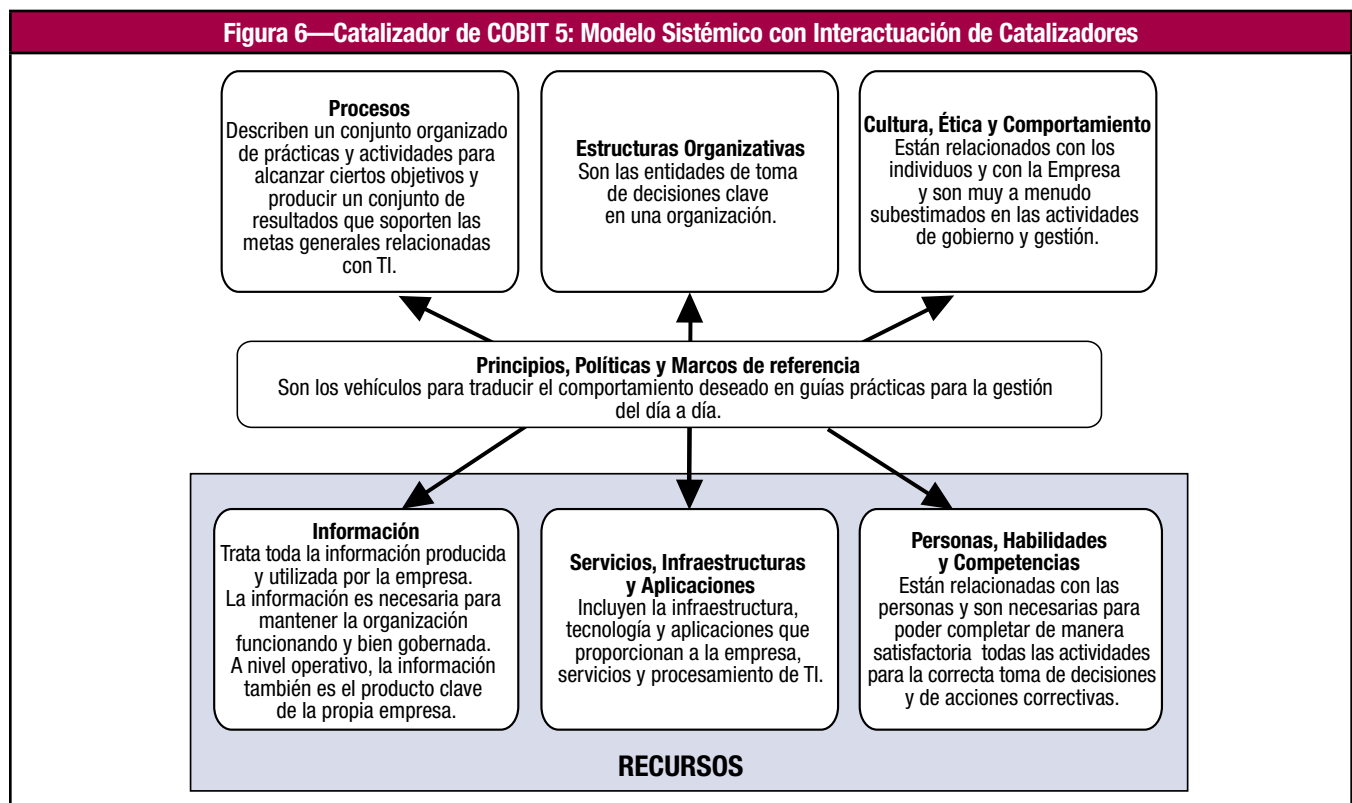 Figura 6—Catalizador de COBIT 5: Modelo Sistémico con Interactuación de Catalizadores
Procesos
Describen un conjunto organizado
de prácticas y actividades para
alcanzar ciertos objetivos y
producir un conjunto de
resultados que soporten las
metas generales relacionadas
con TI.
Estructuras Organizativas
Son las entidades de toma
de decisiones clave
en una organización.
Cultura, Ética y Comportamiento
Están relacionados con los
individuos y con la Empresa
y son muy a menudo
subestimados en las actividades
de gobierno y gestión.
Principios, Políticas y Marcos de referencia
Son los vehículos para traducir el comportamiento deseado en guías prácticas para la gestión
del día a día.
Información
Trata toda la información producida
y utilizada por la empresa.
La información es necesaria para
mantener la organización
funcionando y bien gobernada.
A nivel operativo, la información
también es el producto clave
de la propia empresa.
Servicios, Infraestructuras
y Aplicaciones
Incluyen la infraestructura,
tecnología y aplicaciones que
proporcionan a la empresa,
servicios y procesamiento de TI.
Personas, Habilidades
y Competencias
Están relacionadas con las
personas y son necesarias para
poder completar de manera
satisfactoria todas las actividades
para la correcta toma de decisiones
y de acciones correctivas.
RECURSOS